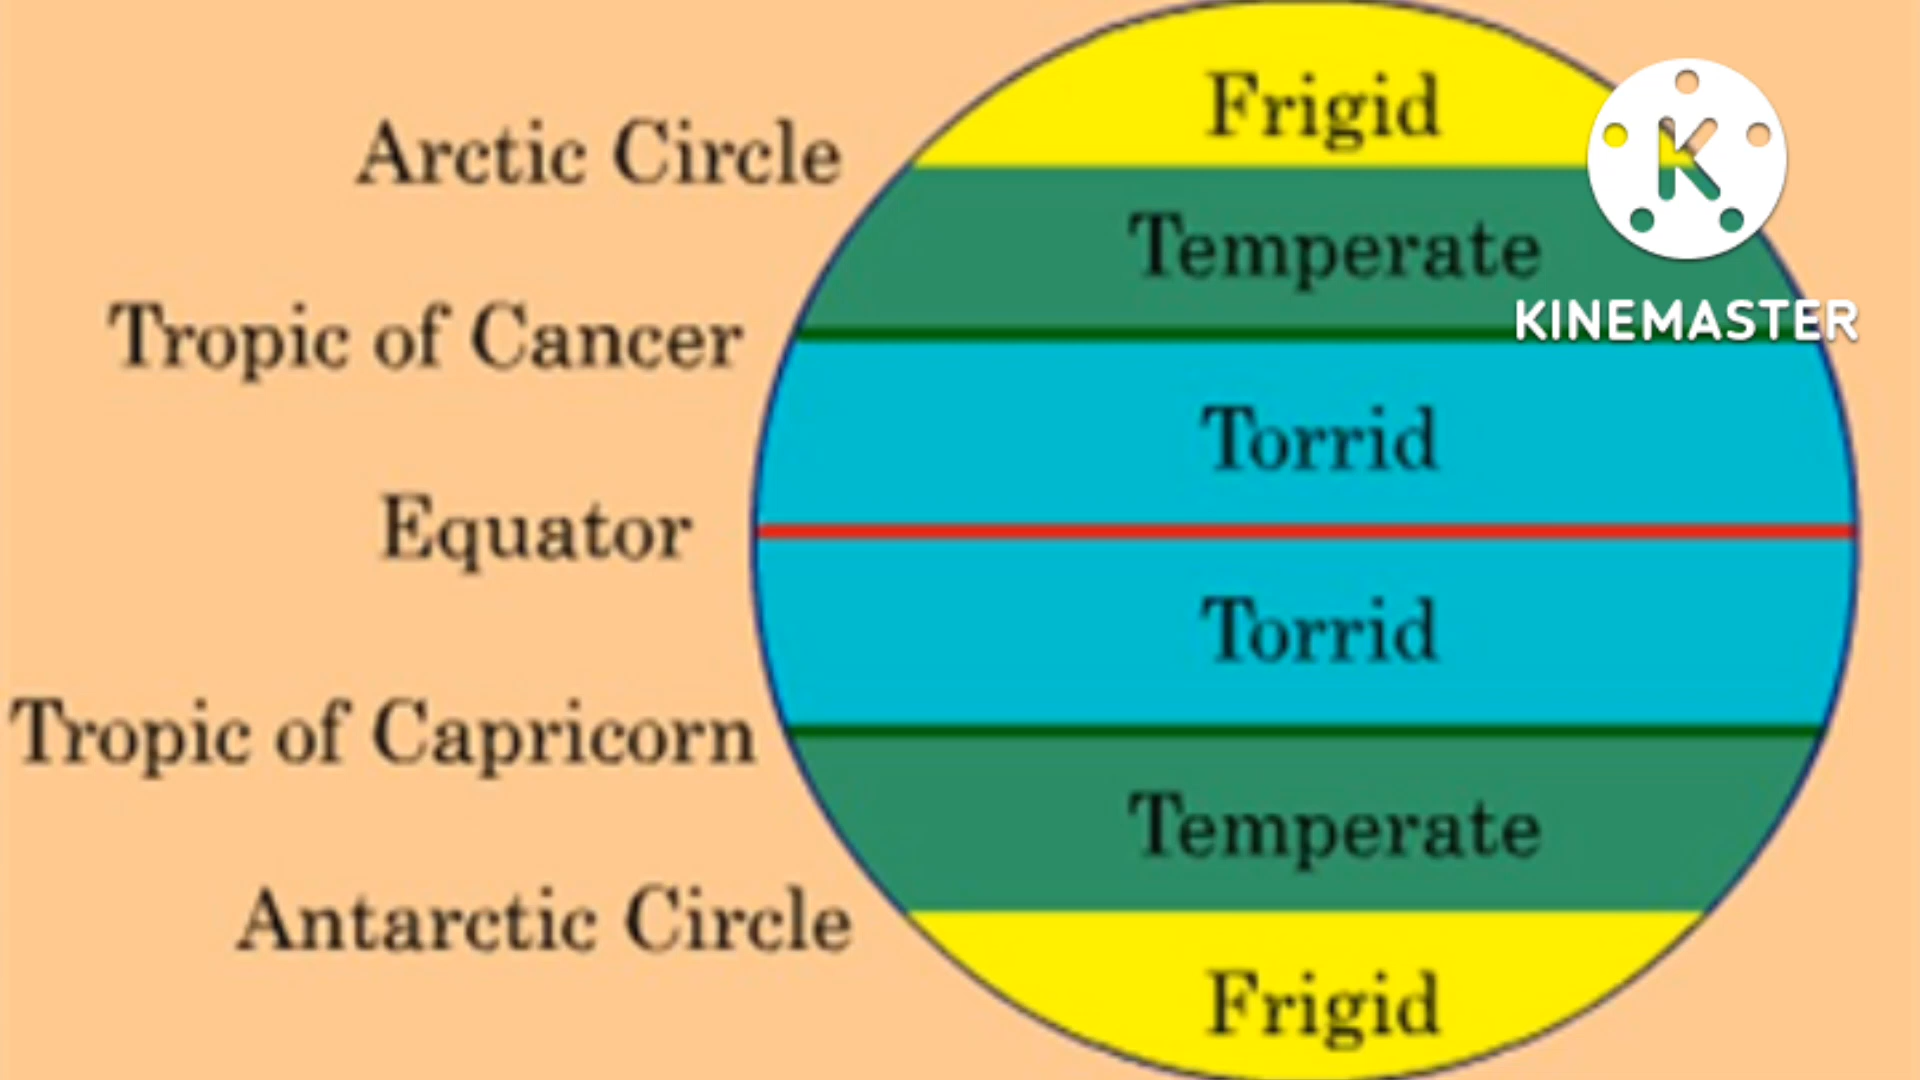 Frigid
Arctic Circle
Temperate
KINEMASTER
Tropic of Cancer
Torrid
Equator
Torrid
Tropic of Capricorn
Temperate
Antarctic Circle
Frigid